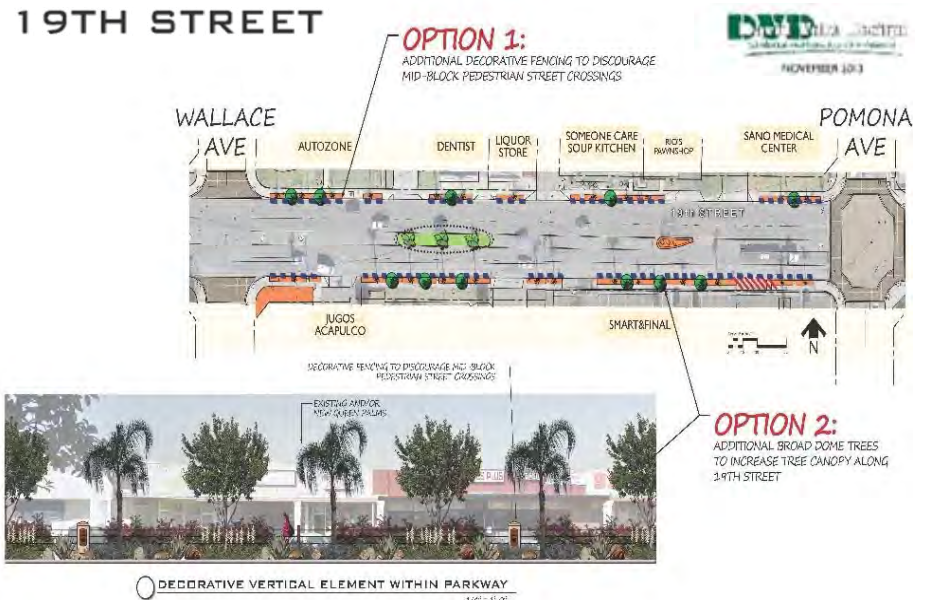 19TH STREET
OPTION 1:
ADDITIONAL DECORATIVE FENCING TO DISCOURAGE
MID-BLOCK PEDESTRIAN STREET CROSSINGS
NOVEMBER 2013
WALLACE
AVE
AUTOZONE
DENTIST
LIQUOR
STORE
SOMEONE CARE
SOUP KITCHEN
RIO'S
PAWNSHOP
SANO MEDICAL
CENTER
POMONA
AVE
19TH STREET
JUGOS
ACAPULCO
SMART&FINAL
N
DECORATIVE FENCING TO DISCOURAGE MID-BLOCK
PEDESTRIAN STREET CROSSINGS
EXISTING AND/OR
NEW QUEEN PALMS
OPTION 2:
ADDITIONAL BROAD DOME TREES
TO INCREASE TREE CANOPY ALONG
19TH STREET
DECORATIVE VERTICAL ELEMENT WITHIN PARKWAY